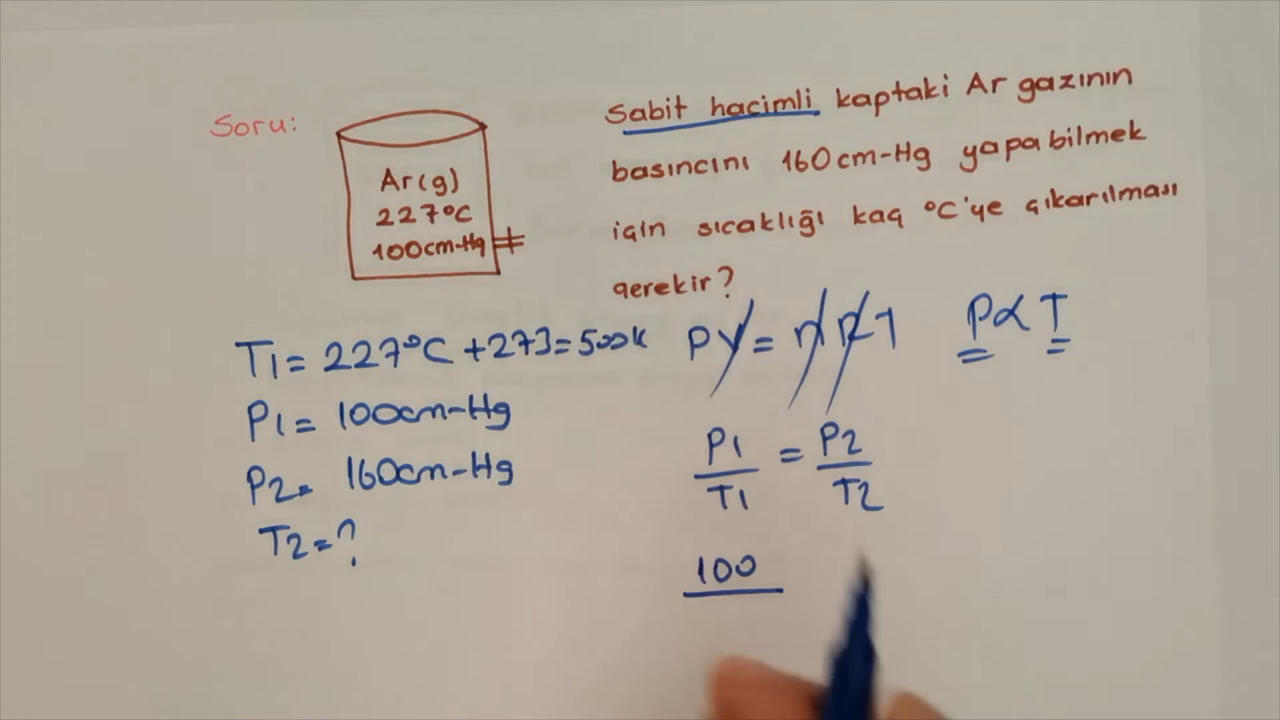 Soru:
Ar(g)
227°C
100cm-Hg
Sabit hacimli kaptaki Ar gazının
basıncını 160cm-Hg yapabilmek
için sıcaklığı kaç °C'ye çıkarılması
gerekir?
T1= 227°C +273=500K
P1= 100cm-Hg
P2= 160cm-Hg
T2=?
PV=nRT
PαT
P1/T1 = P2/T2
100